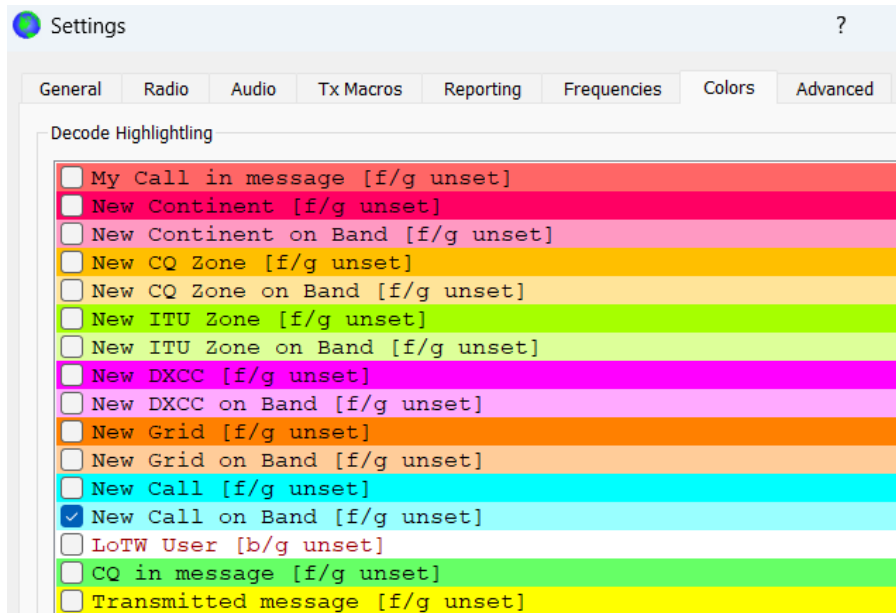 Settings ?
General Radio Audio Tx Macros Reporting Frequencies Colors Advanced
Decode Highlightling
My Call in message [f/g unset]
New Continent [f/g unset]
New Continent on Band [f/g unset]
New CQ Zone [f/g unset]
New CQ Zone on Band [f/g unset]
New ITU Zone [f/g unset]
New ITU Zone on Band [f/g unset]
New DXCC [f/g unset]
New DXCC on Band [f/g unset]
New Grid [f/g unset]
New Grid on Band [f/g unset]
New Call [f/g unset]
New Call on Band [f/g unset]
LoTW User [b/g unset]
CQ in message [f/g unset]
Transmitted message [f/g unset]